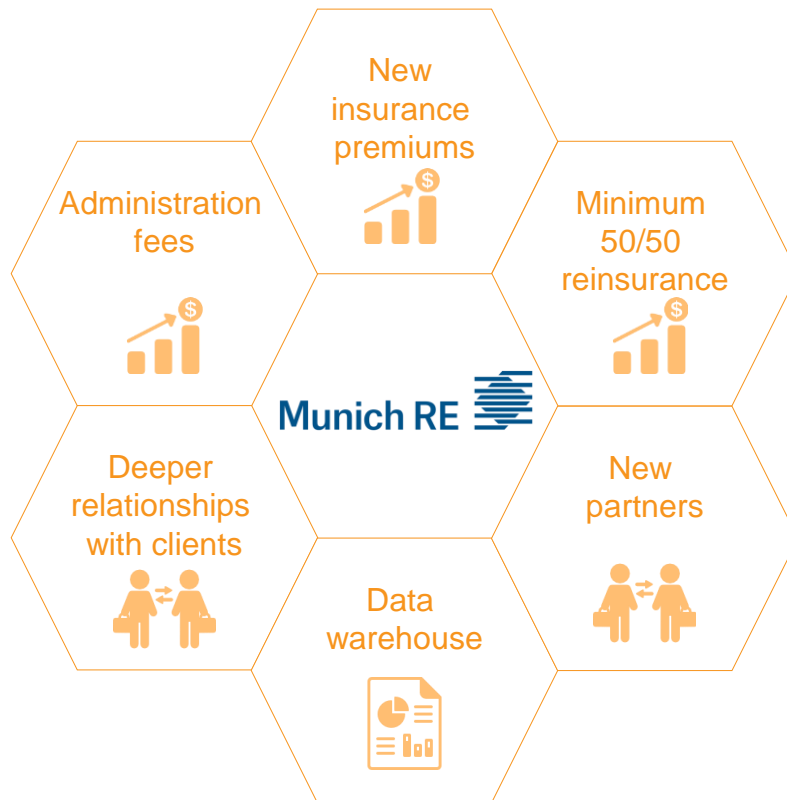 New
insurance
premiums
$
Administration
fees
$
Minimum
50/50
reinsurance
$
Munich RE
Deeper
relationships
with clients
New
partners
Data
warehouse